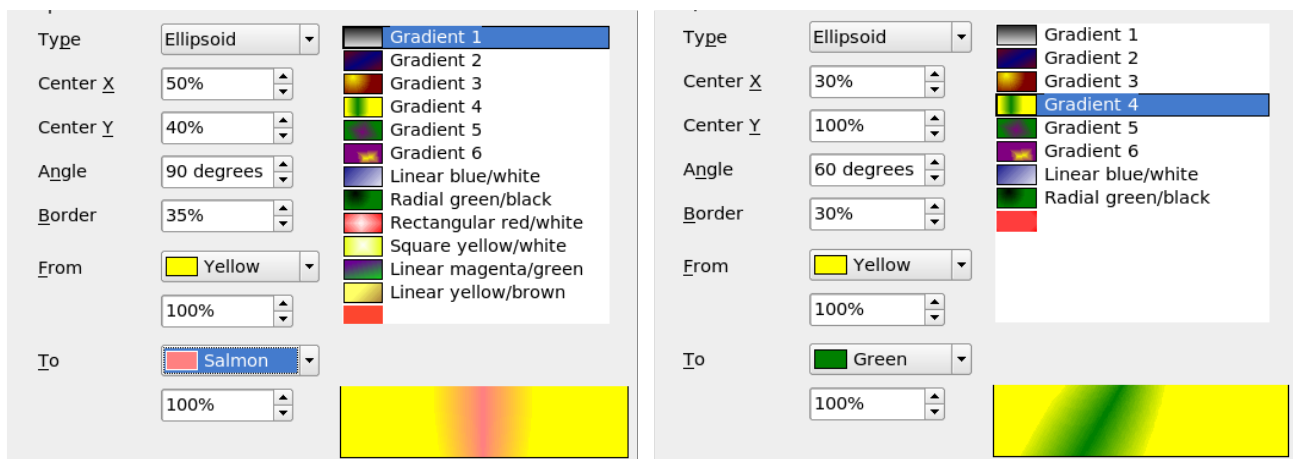 Type Ellipsoid
Center X 50%
Center Y 40%
Angle 90 degrees
Border 35%
From Yellow
100%
To Salmon
100%
Gradient 1
Gradient 2
Gradient 3
Gradient 4
Gradient 5
Gradient 6
Linear blue/white
Radial green/black
Rectangular red/white
Square yellow/white
Linear magenta/green
Linear yellow/brown
Type Ellipsoid
Center X 30%
Center Y 100%
Angle 60 degrees
Border 30%
From Yellow
100%
To Green
100%
Gradient 1
Gradient 2
Gradient 3
Gradient 4
Gradient 5
Gradient 6
Linear blue/white
Radial green/black